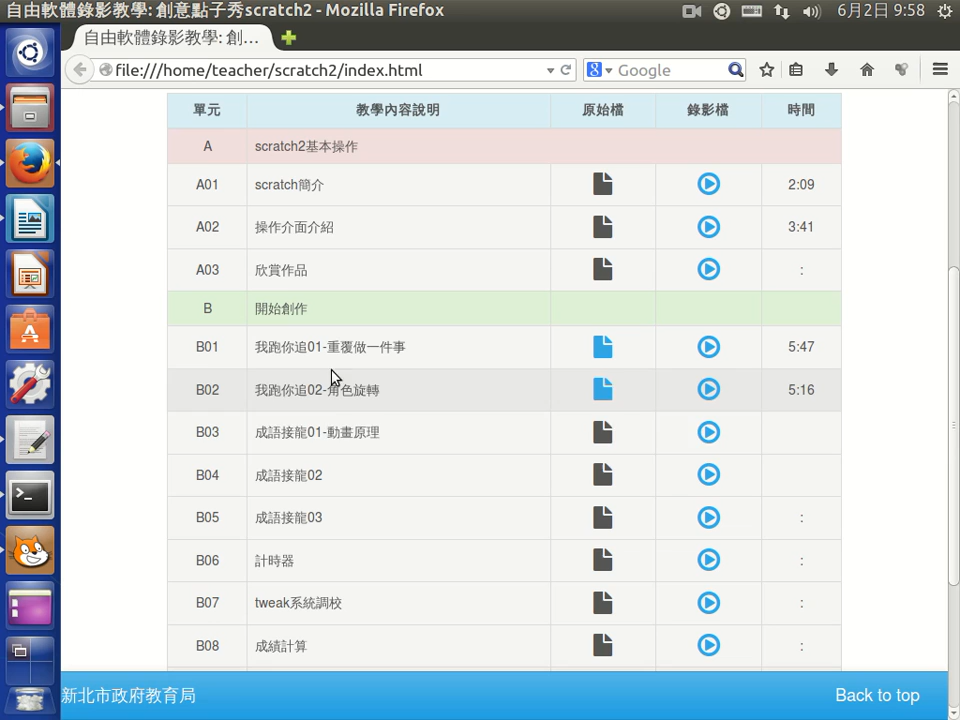 自由軟體錄影教學: 創意點子秀scratch2 - Mozilla Firefox
6月2日 9:58
自由軟體錄影教學: 創...
file:///home/teacher/scratch2/index.html
Google
單元 教學內容說明 原始檔 錄影檔 時間
A scratch2基本操作
A01 scratch簡介 2:09
A02 操作介面介紹 3:41
A03 欣賞作品 :
B 開始創作
B01 我跑你追01-重覆做一件事 5:47
B02 我跑你追02-角色旋轉 5:16
B03 成語接龍01-動畫原理
B04 成語接龍02
B05 成語接龍03 :
B06 計時器 :
B07 tweak系統調校 :
B08 成績計算 :
新北市政府教育局 Back to top